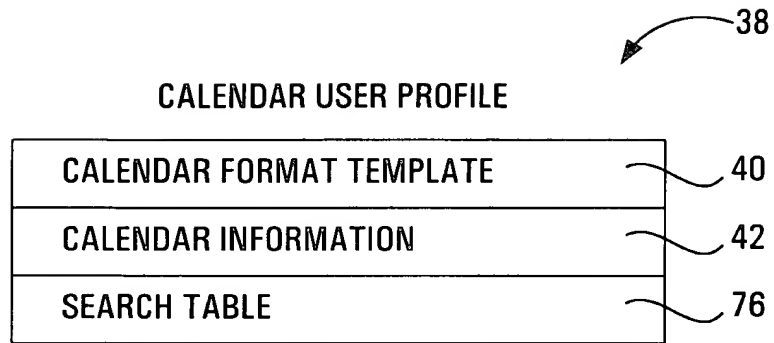 38
CALENDAR USER PROFILE
CALENDAR FORMAT TEMPLATE 40
CALENDAR INFORMATION 42
SEARCH TABLE 76